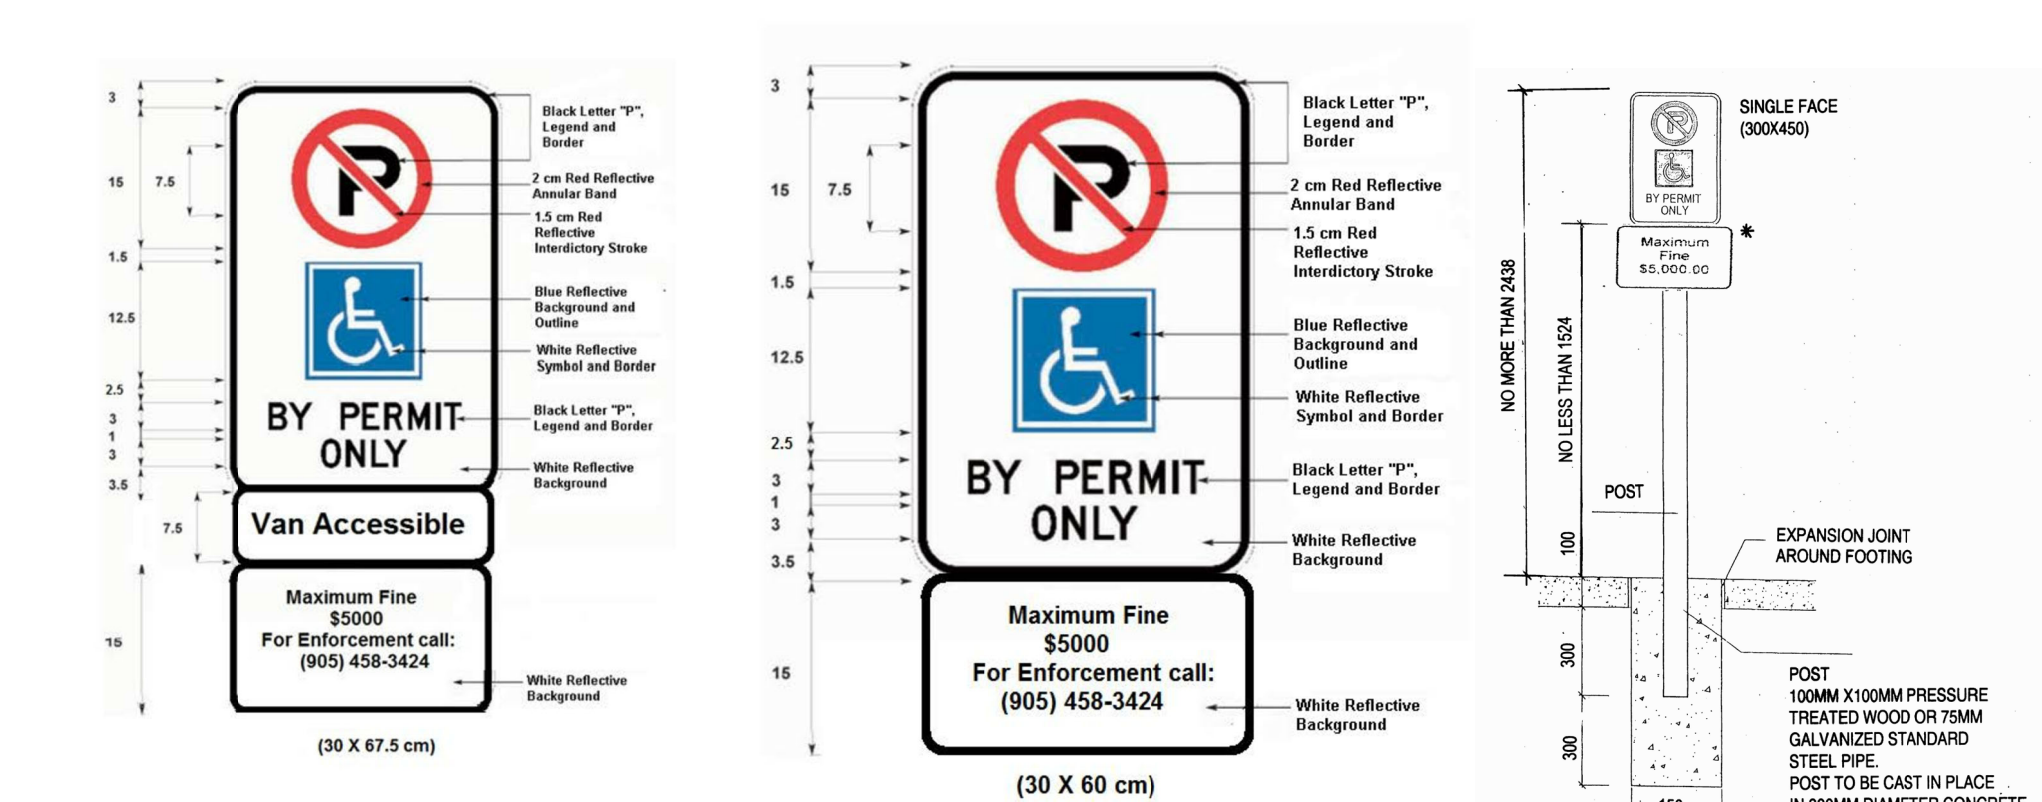 3
15
7.5
1.5
12.5
2.5
3
1
3
3.5
7.5
15
P
BY PERMIT
ONLY
Van Accessible
Maximum Fine
$5000
For Enforcement call:
(905) 458-3424
(30 X 67.5 cm)
Black Letter "P",
Legend and
Border
2 cm Red Reflective
Annular Band
1.5 cm Red
Reflective
Interdictory Stroke
Blue Reflective
Background and
Outline
White Reflective
Symbol and Border
Black Letter "P",
Legend and Border
White Reflective
Background
White Reflective
Background
3
15
7.5
1.5
12.5
2.5
3
1
3
3.5
15
P
BY PERMIT
ONLY
Maximum Fine
$5000
For Enforcement call:
(905) 458-3424
(30 X 60 cm)
Black Letter "P",
Legend and
Border
2 cm Red Reflective
Annular Band
1.5 cm Red
Reflective
Interdictory Stroke
Blue Reflective
Background and
Outline
White Reflective
Symbol and Border
Black Letter "P",
Legend and Border
White Reflective
Background
White Reflective
Background
SINGLE FACE
(300X450)
P
BY PERMIT
ONLY
Maximum
Fine
$5,000.00
*
NO MORE THAN 2438
NO LESS THAN 1524
POST
100
EXPANSION JOINT
AROUND FOOTING
300
300
POST
100MM X100MM PRESSURE
TREATED WOOD OR 75MM
GALVANIZED STANDARD
STEEL PIPE.
POST TO BE CAST IN PLACE
DIAMETER CONCRETE